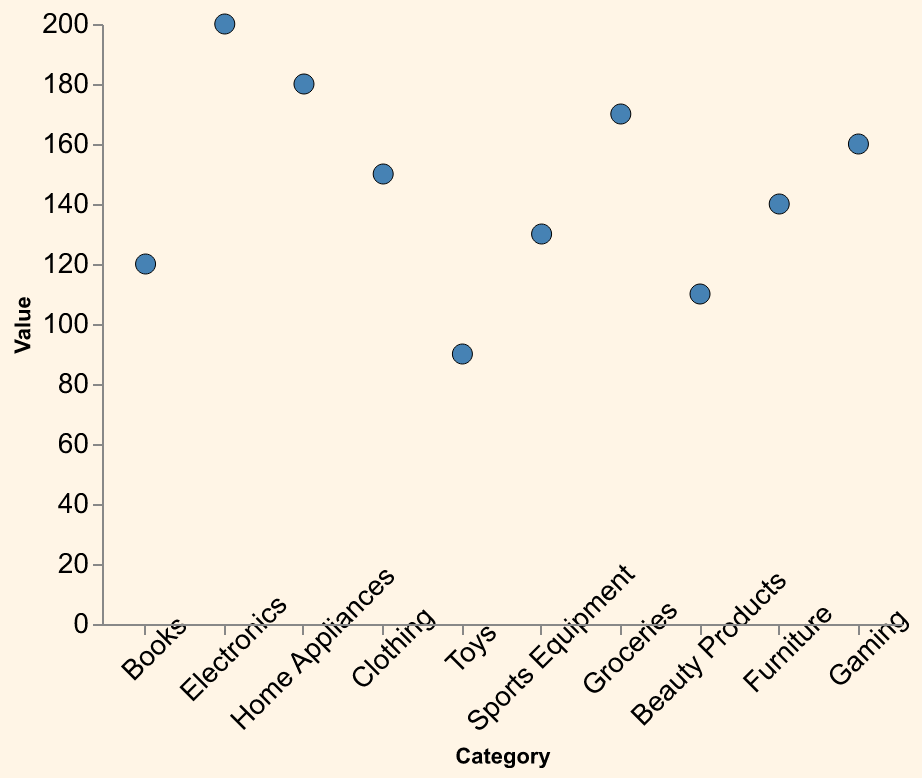 200
180
160
140
120
100
80
60
40
20
0
Value
Books
Electronics
Home Appliances
Clothing
Toys
Sports Equipment
Groceries
Beauty Products
Furniture
Gaming
Category